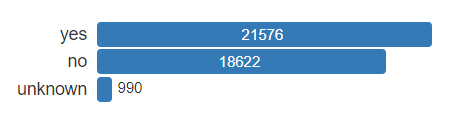 yes 21576
no 18622
unknown 990